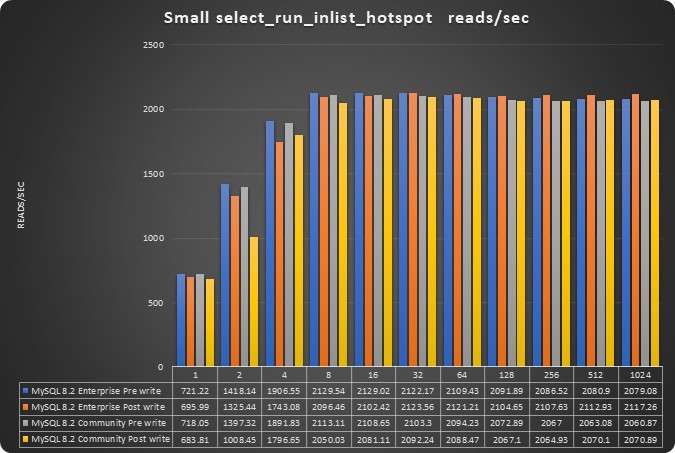 Small select_run_inlist_hotspot reads/sec
2500
2000
1500
1000
500
0
READS/SEC
1 2 4 8 16 32 64 128 256 512 1024
MySQL 8.2 Enterprise Pre write 721.22 1418.14 1906.55 2129.54 2129.02 2122.17 2109.43 2091.89 2086.52 2080.9 2079.08
MySQL 8.2 Enterprise Post write 695.99 1325.44 1743.08 2096.46 2102.42 2123.56 2121.21 2104.65 2107.63 2112.93 2117.26
MySQL 8.2 Community Pre write 718.05 1397.32 1891.83 2113.11 2108.65 2103.3 2094.23 2072.89 2067 2063.08 2060.87
MySQL 8.2 Community Post write 683.81 1008.45 1796.65 2050.03 2081.11 2092.24 2088.47 2067.1 2064.93 2070.1 2070.89